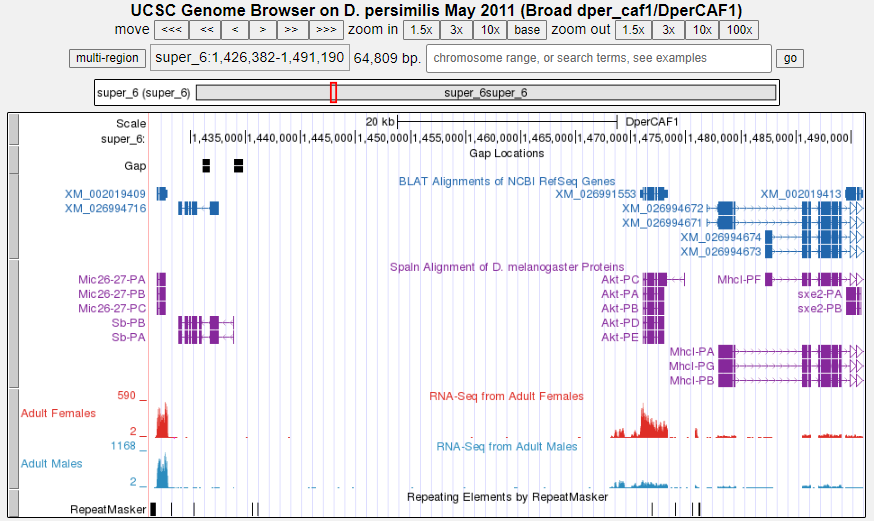 UCSC Genome Browser on D. persimilis May 2011 (Broad dper_caf1/DperCAF1)
move <<< << < > >> >>> zoom in 1.5x 3x 10x base zoom out 1.5x 3x 10x 100x
multi-region super_6:1,426,382-1,491,190 64,809 bp. chromosome range, or search terms, see examples go
super_6 (super_6) super_6super_6
Scale 20 kb DperCAF1
super_6: 1,435,000 1,440,000 1,445,000 1,450,000 1,455,000 1,460,000 1,465,000 1,470,000 1,475,000 1,480,000 1,485,000 1,490,000
Gap Locations
Gap
BLAT Alignments of NCBI RefSeq Genes
XM_002019409 XM_026991553 XM_002019413
XM_026994716 XM_026994672
XM_026994671
XM_026994674
XM_026994673
Spaln Alignment of D. melanogaster Proteins
Mic26-27-PA Akt-PC Mhcl-PF
Mic26-27-PB Akt-PA sxe2-PA
Mic26-27-PC Akt-PB sxe2-PB
Sb-PB Akt-PD
Sb-PA Akt-PE
Mhcl-PA
Mhcl-PG
Mhcl-PB
590 _ RNA-Seq from Adult Females
Adult Females
2 _
1168 _ RNA-Seq from Adult Males
Adult Males
2 _
Repeating Elements by RepeatMasker
RepeatMasker